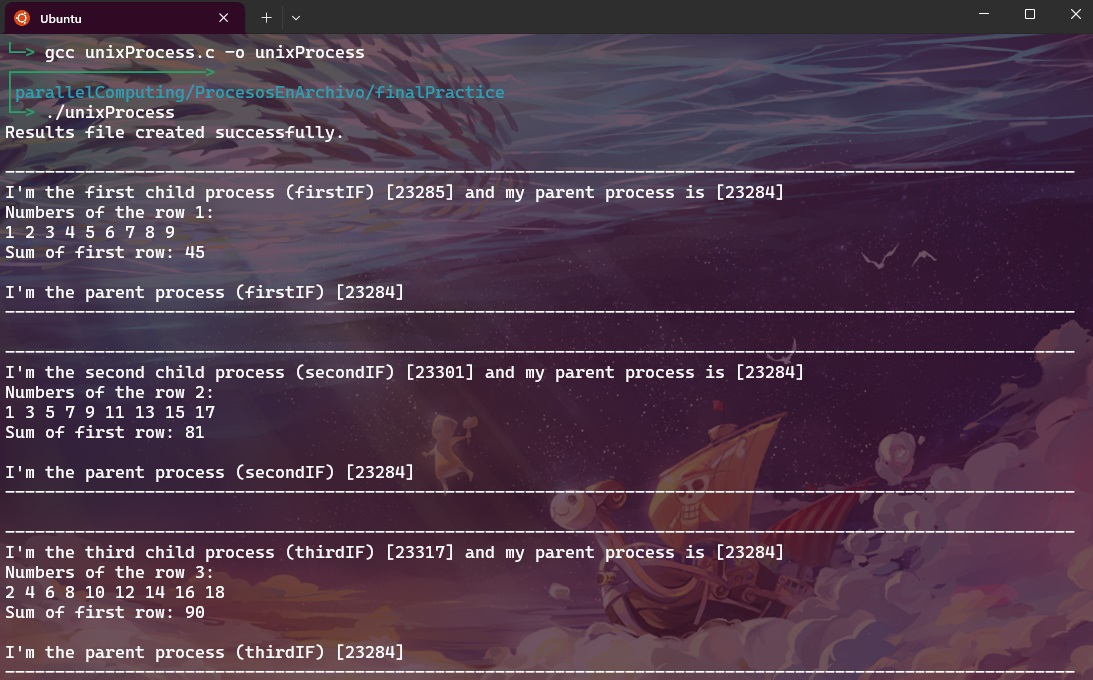 Ubuntu
gcc unixProcess.c -o unixProcess
parallelComputing/ProcesosEnArchivo/finalPractice
./unixProcess
Results file created successfully.
I'm the first child process (firstIF) [23285] and my parent process is [23284]
Numbers of the row 1:
1 2 3 4 5 6 7 8 9
Sum of first row: 45
I'm the parent process (firstIF) [23284]
I'm the second child process (secondIF) [23301] and my parent process is [23284]
Numbers of the row 2:
1 3 5 7 9 11 13 15 17
Sum of first row: 81
I'm the parent process (secondIF) [23284]
I'm the third child process (thirdIF) [23317] and my parent process is [23284]
Numbers of the row 3:
2 4 6 8 10 12 14 16 18
Sum of first row: 90
I'm the parent process (thirdIF) [23284]